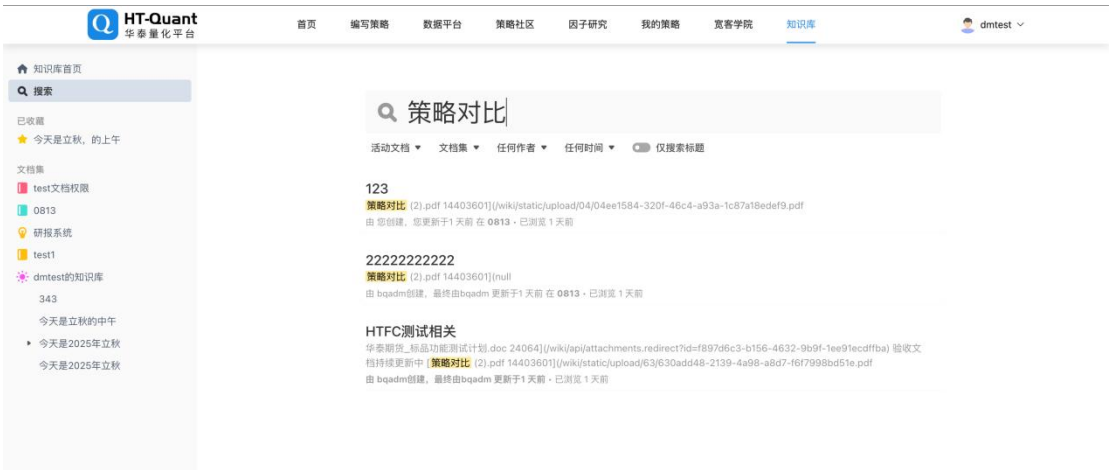 HT-Quant
华泰量化平台
首页 编写策略 数据平台 策略社区 因子研究 我的策略 宽客学院 知识库 dmtest
知识库首页
搜索
已收藏
今天是立秋，的上午
文档集
test文档权限
0813
研报系统
test1
dmtest的知识库
343
今天是立秋的中午
今天是2025年立秋
今天是2025年立秋
策略对比
活动文档 文档集 任何作者 任何时间 仅搜索标题
123
策略对比 (2).pdf 14403601](/wiki/static/upload/04/04ee1584-320f-46c4-a93a-1c87a18edef9.pdf
由 您创建，您更新于1 天前 在 0813 • 已浏览 1 天前
22222222222
策略对比 (2).pdf 14403601](null
由 bqadm创建，最终由bqadm 更新于1 天前 在 0813 • 已浏览 1 天前
HTFC测试相关
华泰期货_标品功能测试计划.doc 24064](/wiki/api/attachments.redirect?id=f897d6c3-b156-4632-9b9f-1ee91ecdffba) 验收文
档持续更新中 [ 策略对比 (2).pdf 14403601](/wiki/static/upload/63/630add48-2139-4a98-a8d7-f6f7998bd51e.pdf
由 bqadm创建，最终由bqadm 更新于1 天前 • 已浏览 1 天前